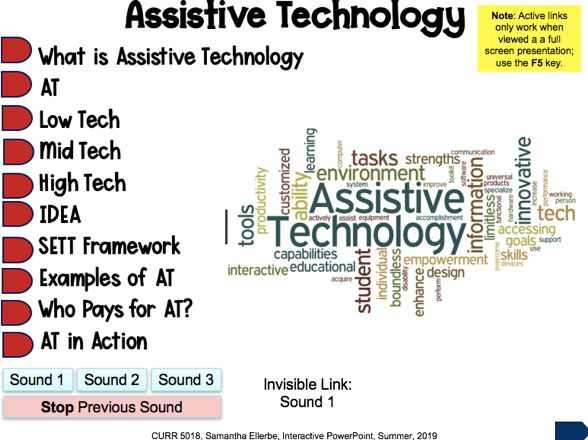 Assistive Technology
Note: Active links
only work when
viewed a a full
screen presentation;
use the F5 key.
What is Assistive Technology
AT
Low Tech
Mid Tech
High Tech
IDEA
SETT Framework
Examples of AT
Who Pays for AT?
AT in Action
learning
computer
customized
productivity
tasks
strengths
communication
environment
ability
system
improve
toolkit
software
information
universal
products
specialize
limitless
functional
hardware
innovative
increase
performance
working
person
tech
Assistive
actively
assist
equipment
accomplishment
tools
Technology
accessing
goals
support
use
skills
devices
overcome
capabilities
interactive
educational
acquire
student
individual
boundless
disability
empowerment
enhance
design
perform
Sound 1
Sound 2
Sound 3
Stop Previous Sound
Invisible Link:
Sound 1
CURR 5018, Samantha Ellerbe, Interactive PowerPoint, Summer, 2019